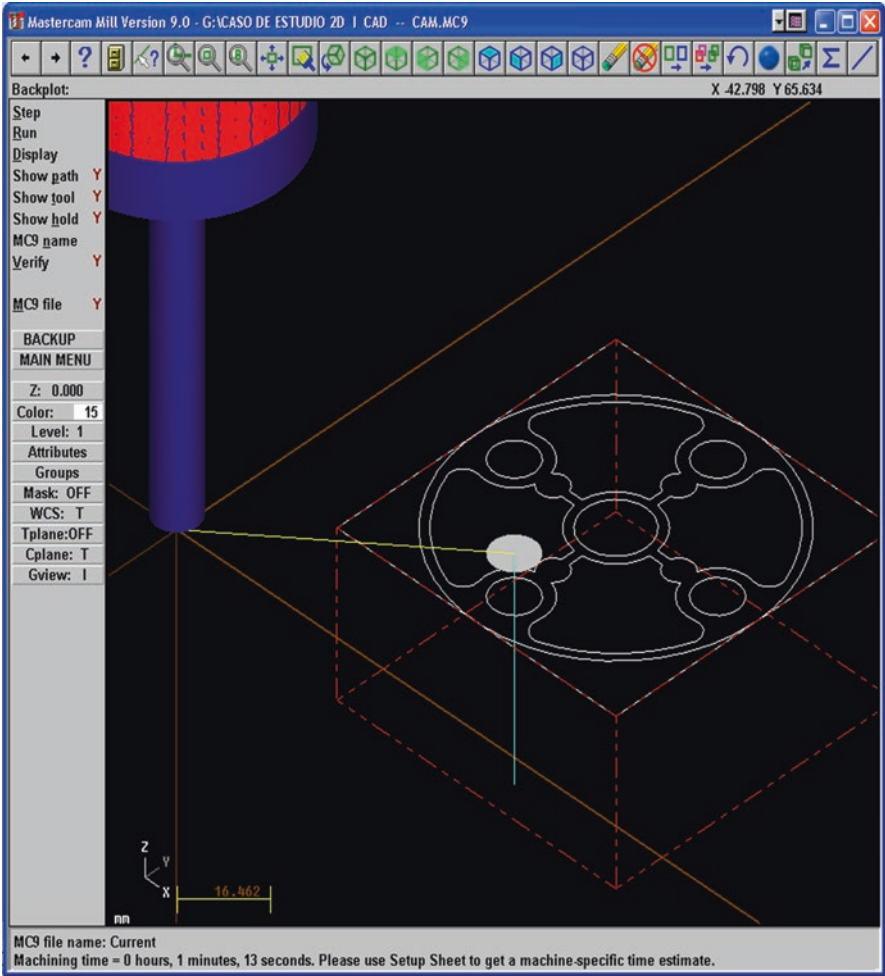 Mastercam Mill Version 9.0 - G:\CASO DE ESTUDIO 2D I CAD -- CAM.MC9
Backplot:
X -42.798 Y 65.634
Step
Run
Display
Show path Y
Show tool Y
Show hold Y
MC9 name
Verify Y
MC9 file Y
BACKUP
MAIN MENU
Z: 0.000
Color: 15
Level: 1
Attributes
Groups
Mask: OFF
WCS: T
Tplane:OFF
Cplane: T
Gview: I
Z
Y
X
16.462
mm
MC9 file name: Current
Machining time = 0 hours, 1 minutes, 13 seconds. Please use Setup Sheet to get a machine-specific time estimate.